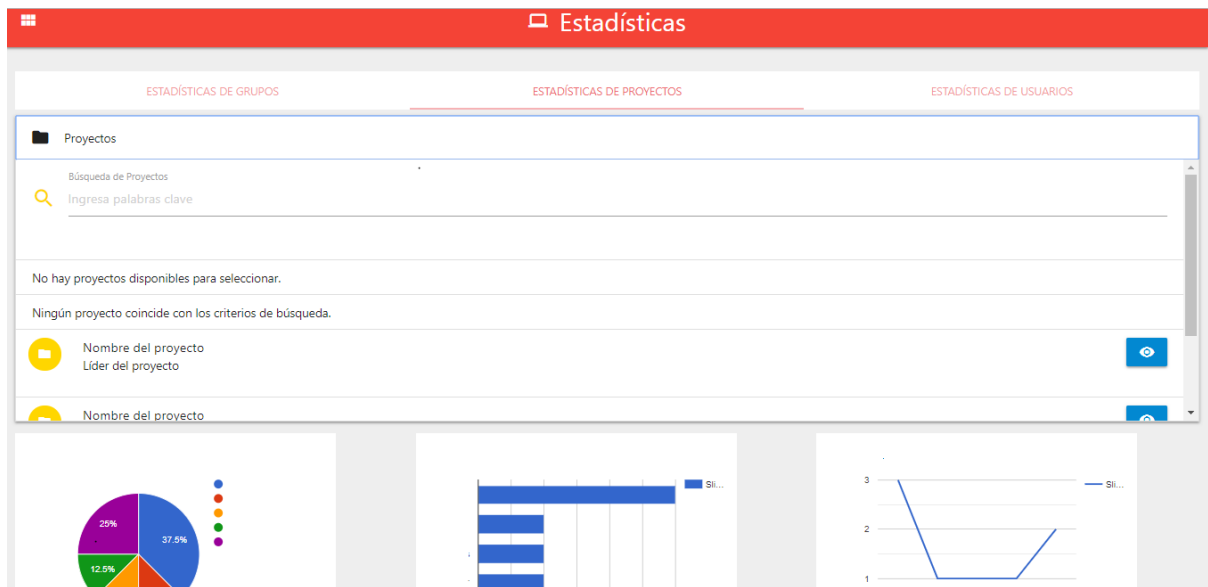 Estadísticas
ESTADÍSTICAS DE GRUPOS
ESTADÍSTICAS DE PROYECTOS
ESTADÍSTICAS DE USUARIOS
Proyectos
Búsqueda de Proyectos
Ingresa palabras clave
No hay proyectos disponibles para seleccionar.
Ningún proyecto coincide con los criterios de búsqueda.
Nombre del proyecto
Líder del proyecto
Nombre del proyecto
25%
37.5%
12.5%
Sli...
3
2
1
Sli...